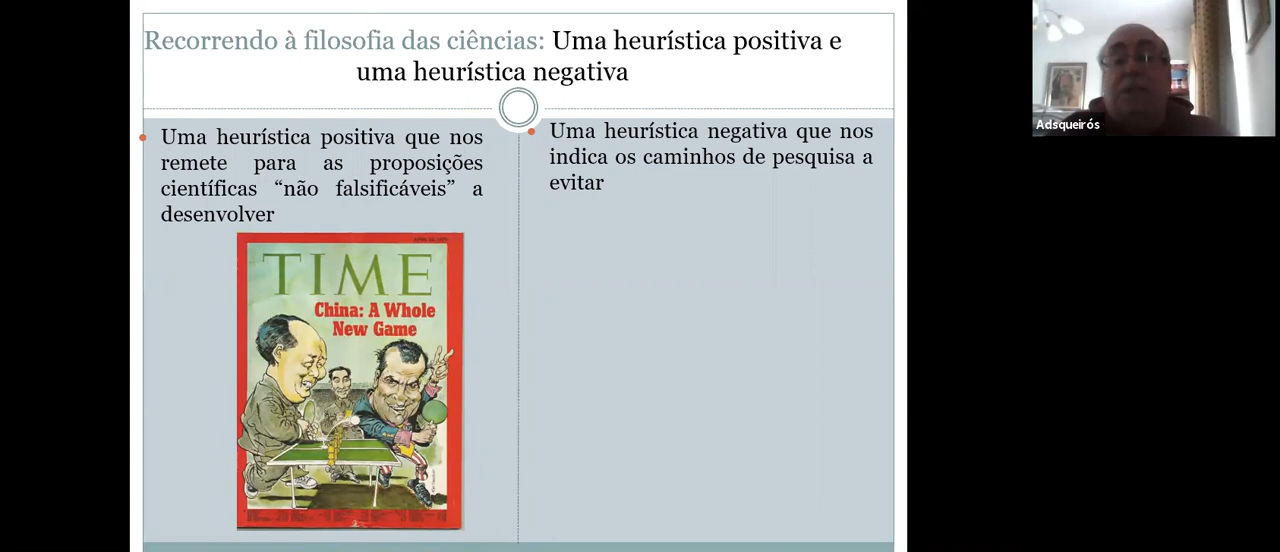 Recorrendo à filosofia das ciências: Uma heurística positiva e
uma heurística negativa
Uma heurística positiva que nos
remete para as proposições
científicas “não falsificáveis” a
desenvolver
TIME
China: A Whole
New Game
Uma heurística negativa que nos
indica os caminhos de pesquisa a
evitar
Adsqueirós